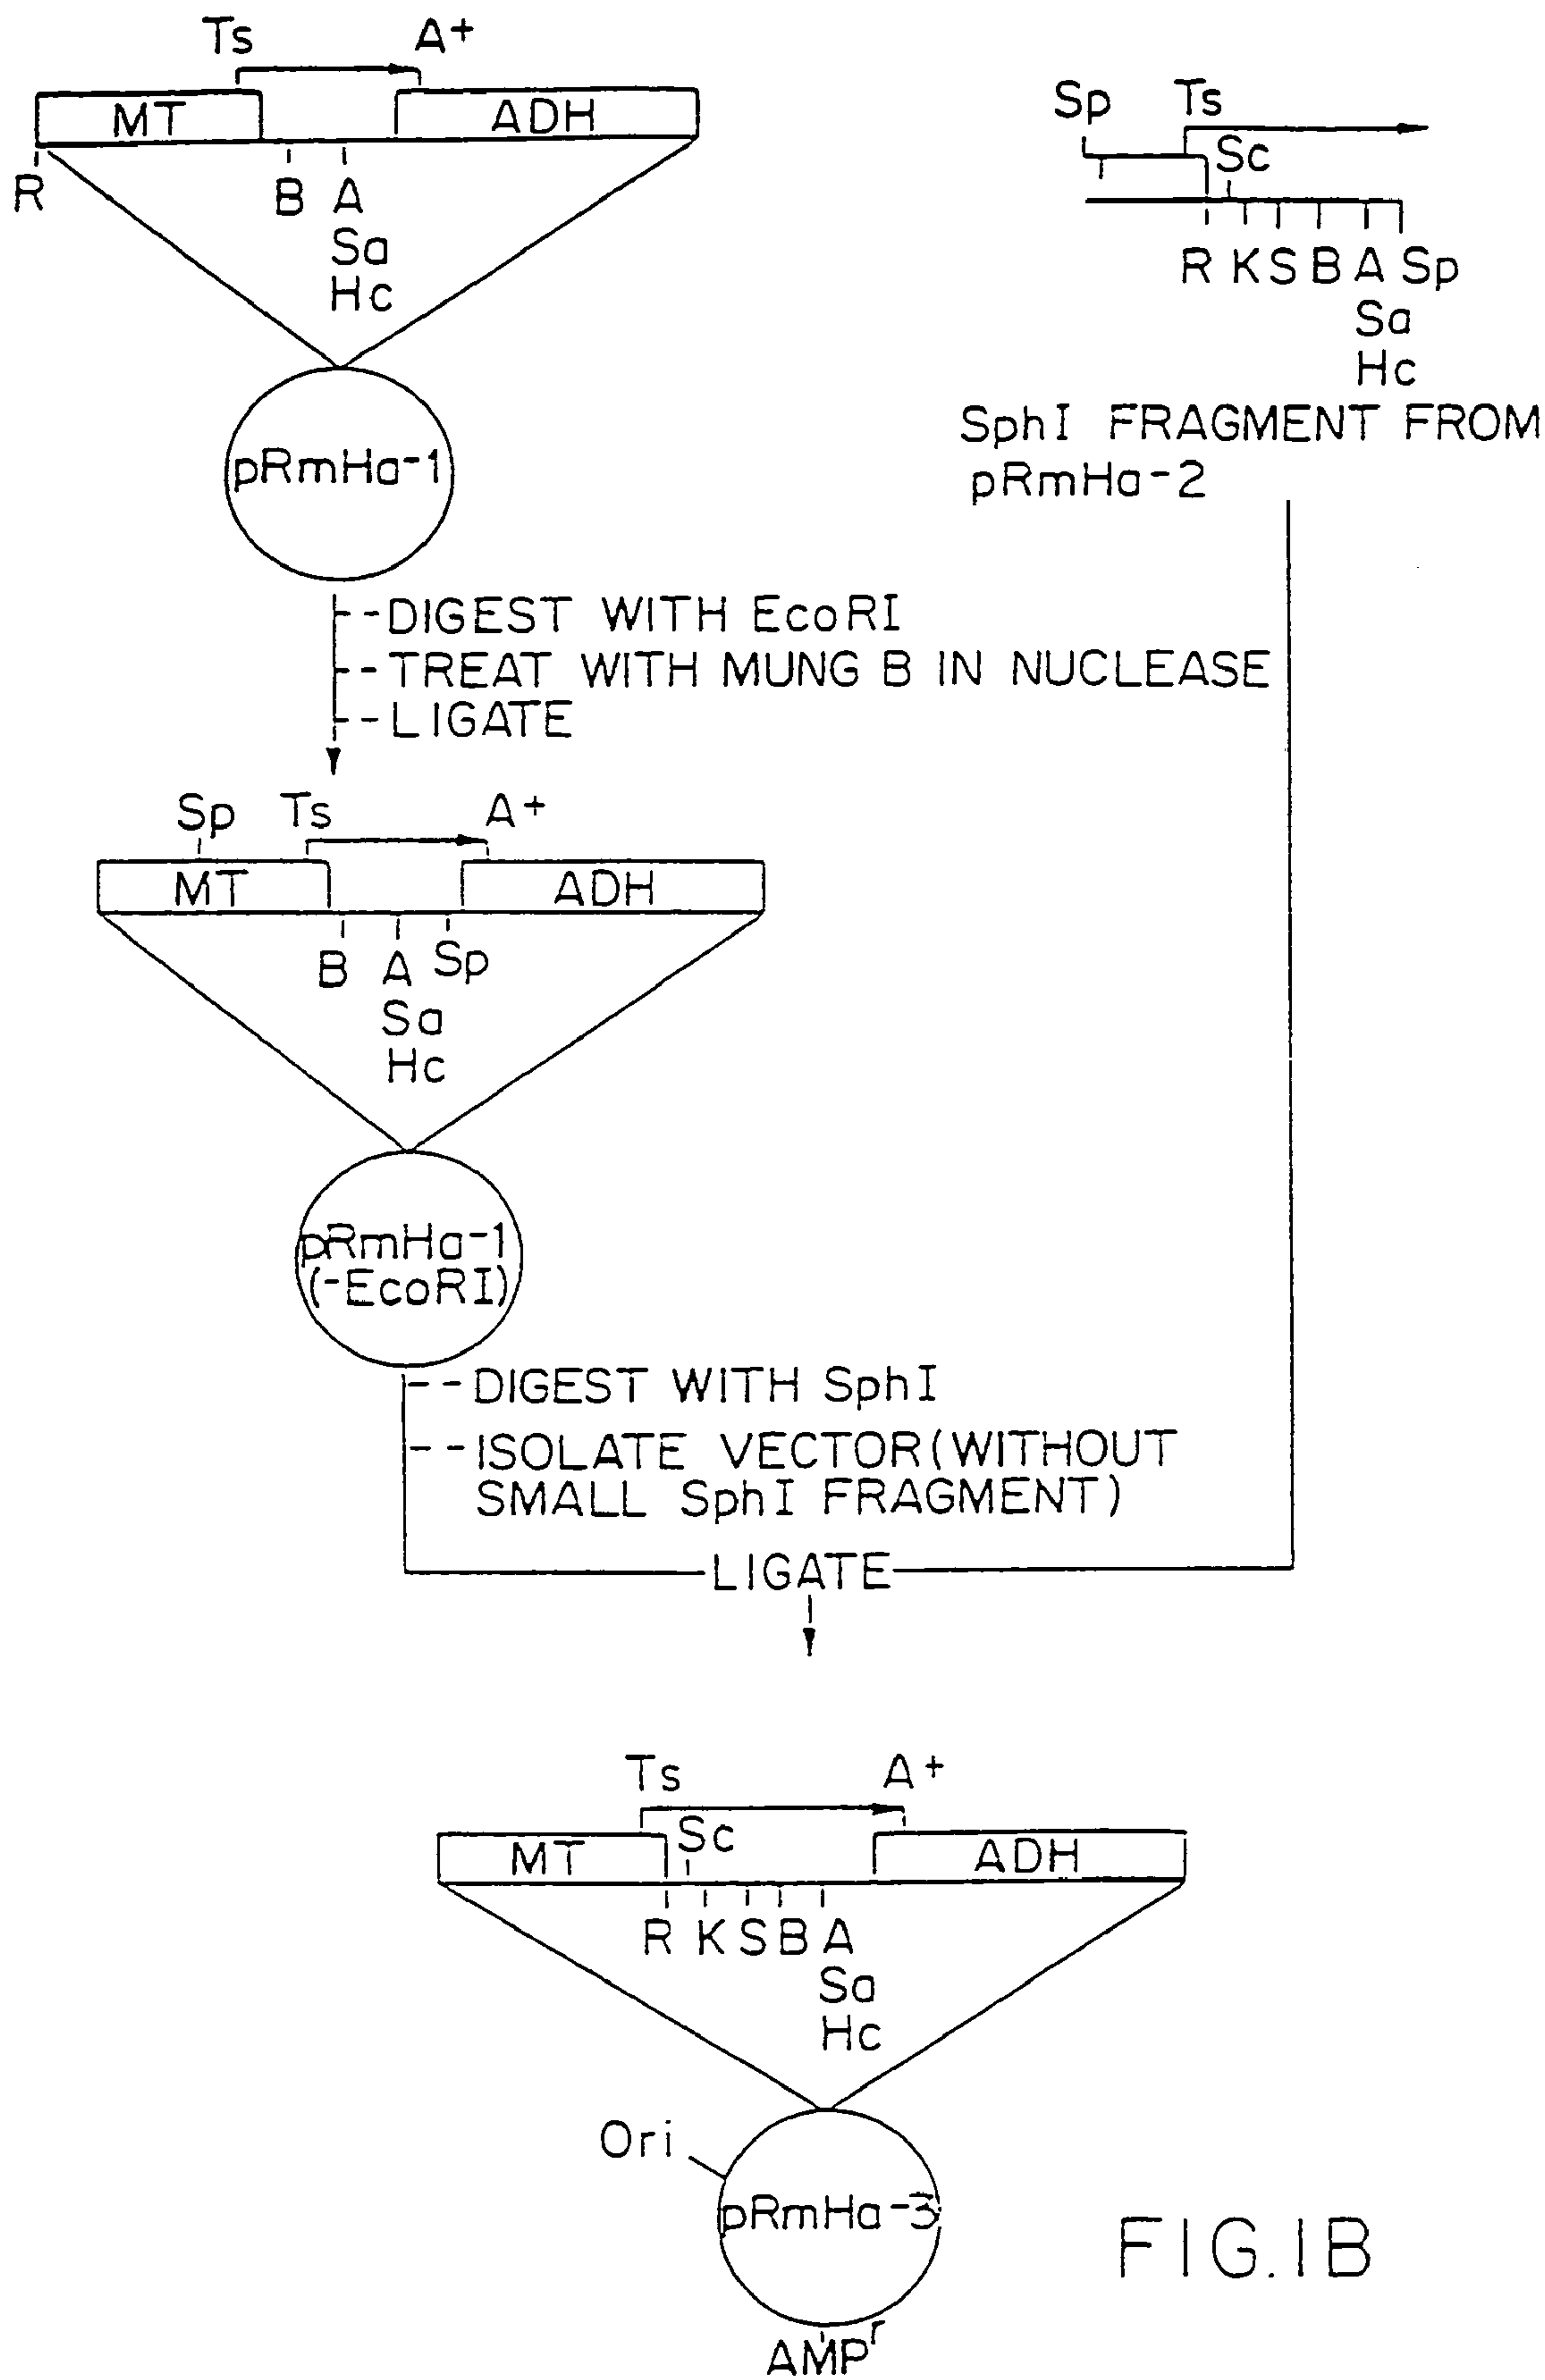 Ts A+
MT ADH
R B A
Sa
Hc
pRmHa-1
Sp Ts
Sc
R K S B A Sp
Sa
Hc
SphI FRAGMENT FROM
pRmHa-2
--DIGEST WITH EcoRI
--TREAT WITH MUNG B IN NUCLEASE
--LIGATE
Sp Ts A+
MT ADH
B A Sp
Sa
Hc
pRmHa-1
(-EcoRI)
--DIGEST WITH SphI
--ISOLATE VECTOR(WITHOUT
SMALL SphI FRAGMENT)
LIGATE
Ts A+
Sc
MT ADH
R K S B A
Sa
Hc
Ori
pRmHa-3
AMPr
FIG.1B